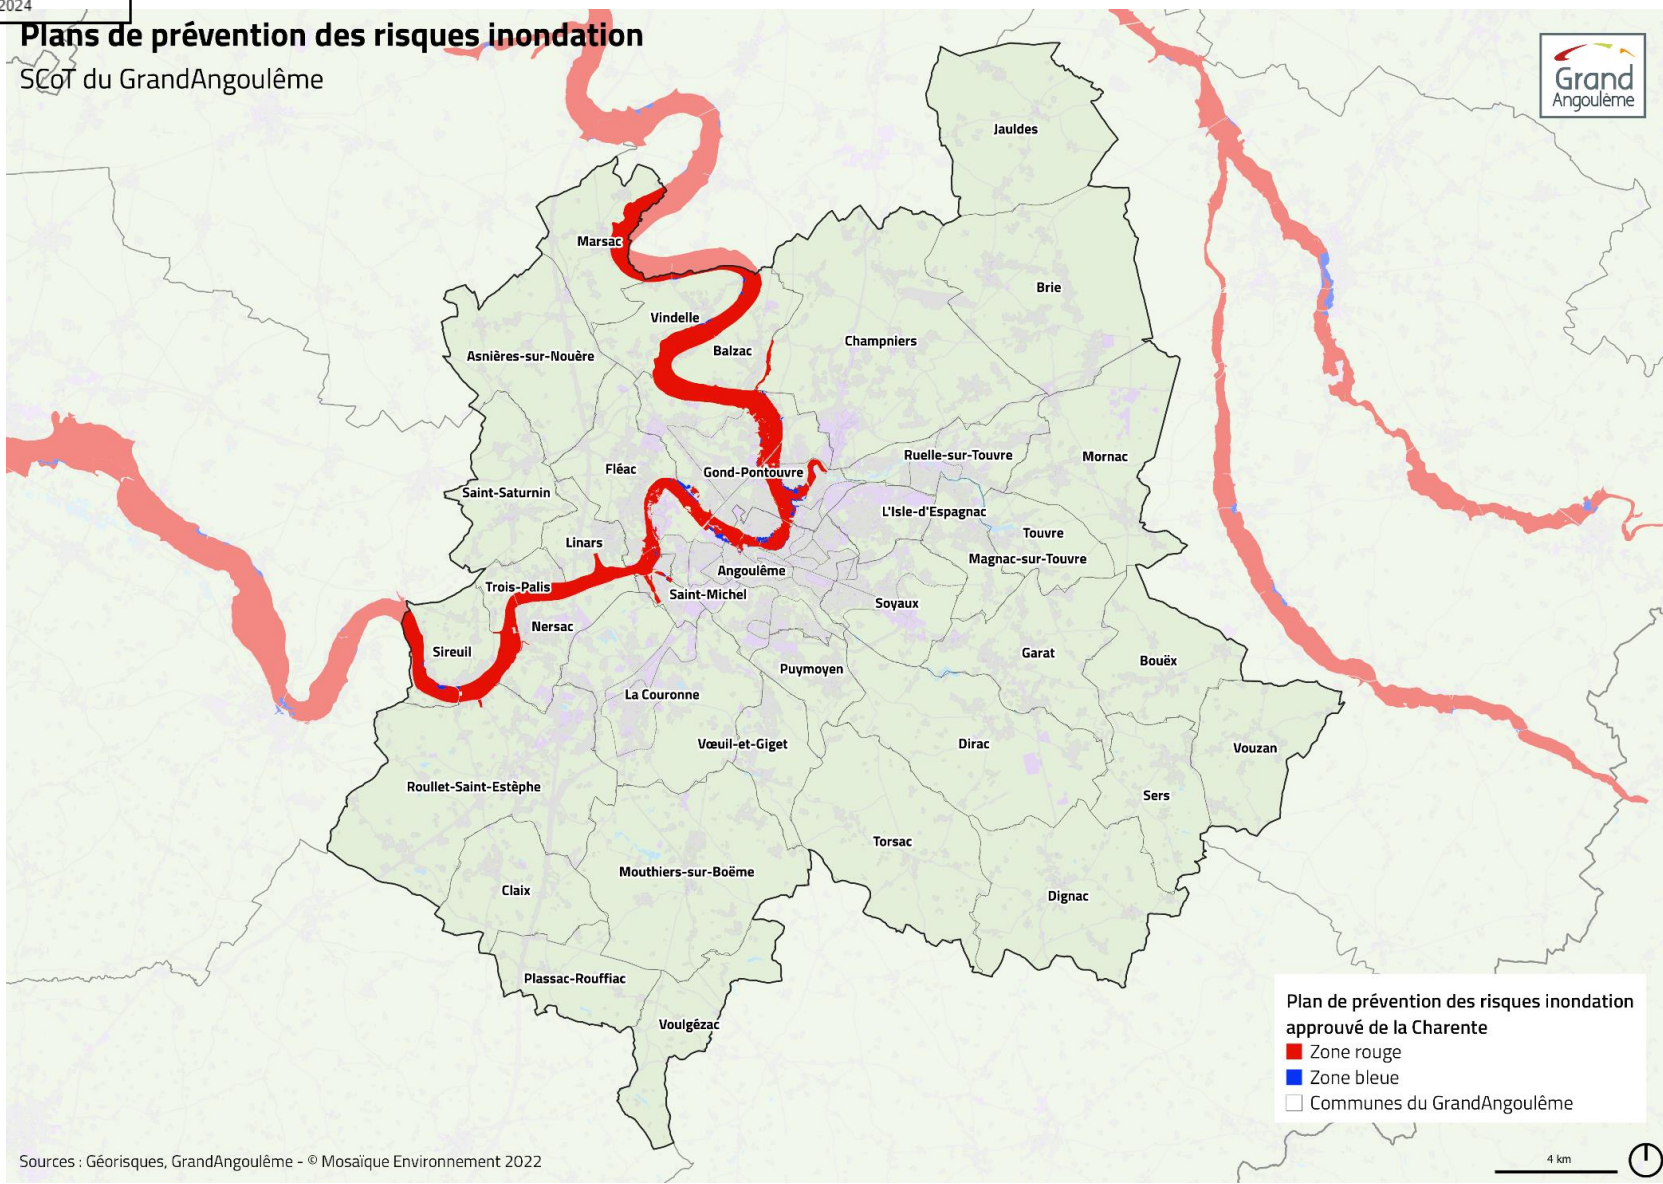 2024
Plans de prévention des risques inondation
SCoT du GrandAngoulême
Grand
Angoulême
Jauldes
Marsac
Brie
Vindelle
Champniers
Balzac
Asnières-sur-Nouère
Ruelle-sur-Touvre
Mornac
Fléac
Gond-Pontouvre
Saint-Saturnin
L'Isle-d'Espagnac
Touvre
Linars
Magnac-sur-Touvre
Angoulême
Trois-Palis
Saint-Michel
Soyaux
Nersac
Sireuil
Garat
Bouëx
Puymoyen
La Couronne
Vœuil-et-Giget
Dirac
Vouzan
Roullet-Saint-Estèphe
Sers
Torsac
Mouthiers-sur-Boëme
Claix
Dignac
Plassac-Rouffiac
Voulgézac
Plan de prévention des risques inondation
approuvé de la Charente
Zone rouge
Zone bleue
Communes du GrandAngoulême
Sources : Géorisques, GrandAngoulême - © Mosaïque Environnement 2022
4 km